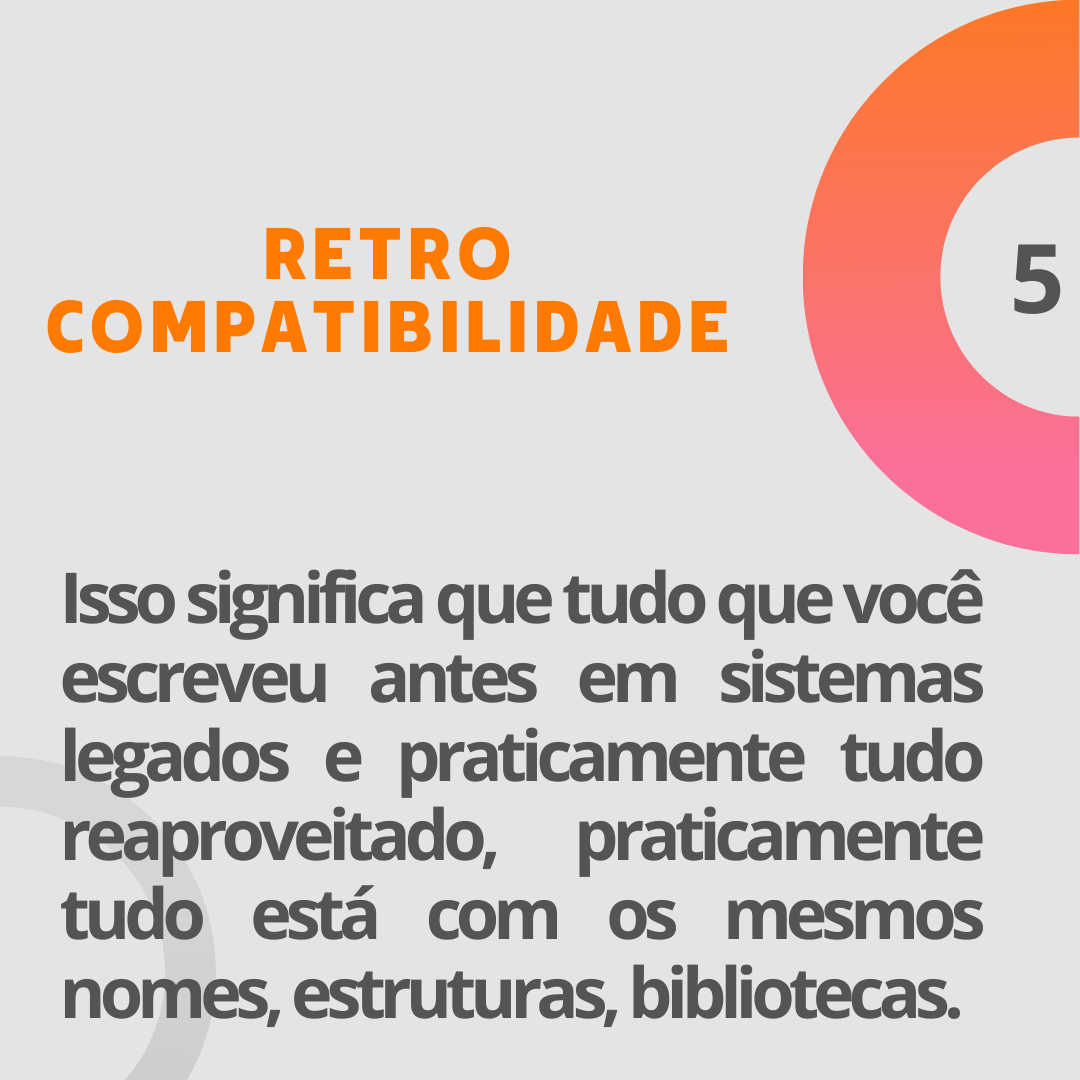 RETRO
COMPATIBILIDADE
5
Isso significa que tudo que você
escreveu antes em sistemas
legados e praticamente tudo
reaproveitado, praticamente
tudo está com os mesmos
nomes, estruturas, bibliotecas.